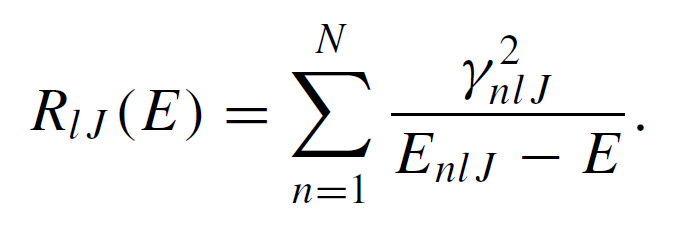 R_{lJ}(E) = \sum_{n=1}^{N} \frac{\gamma_{nlJ}^{2}}{E_{nlJ} - E}.